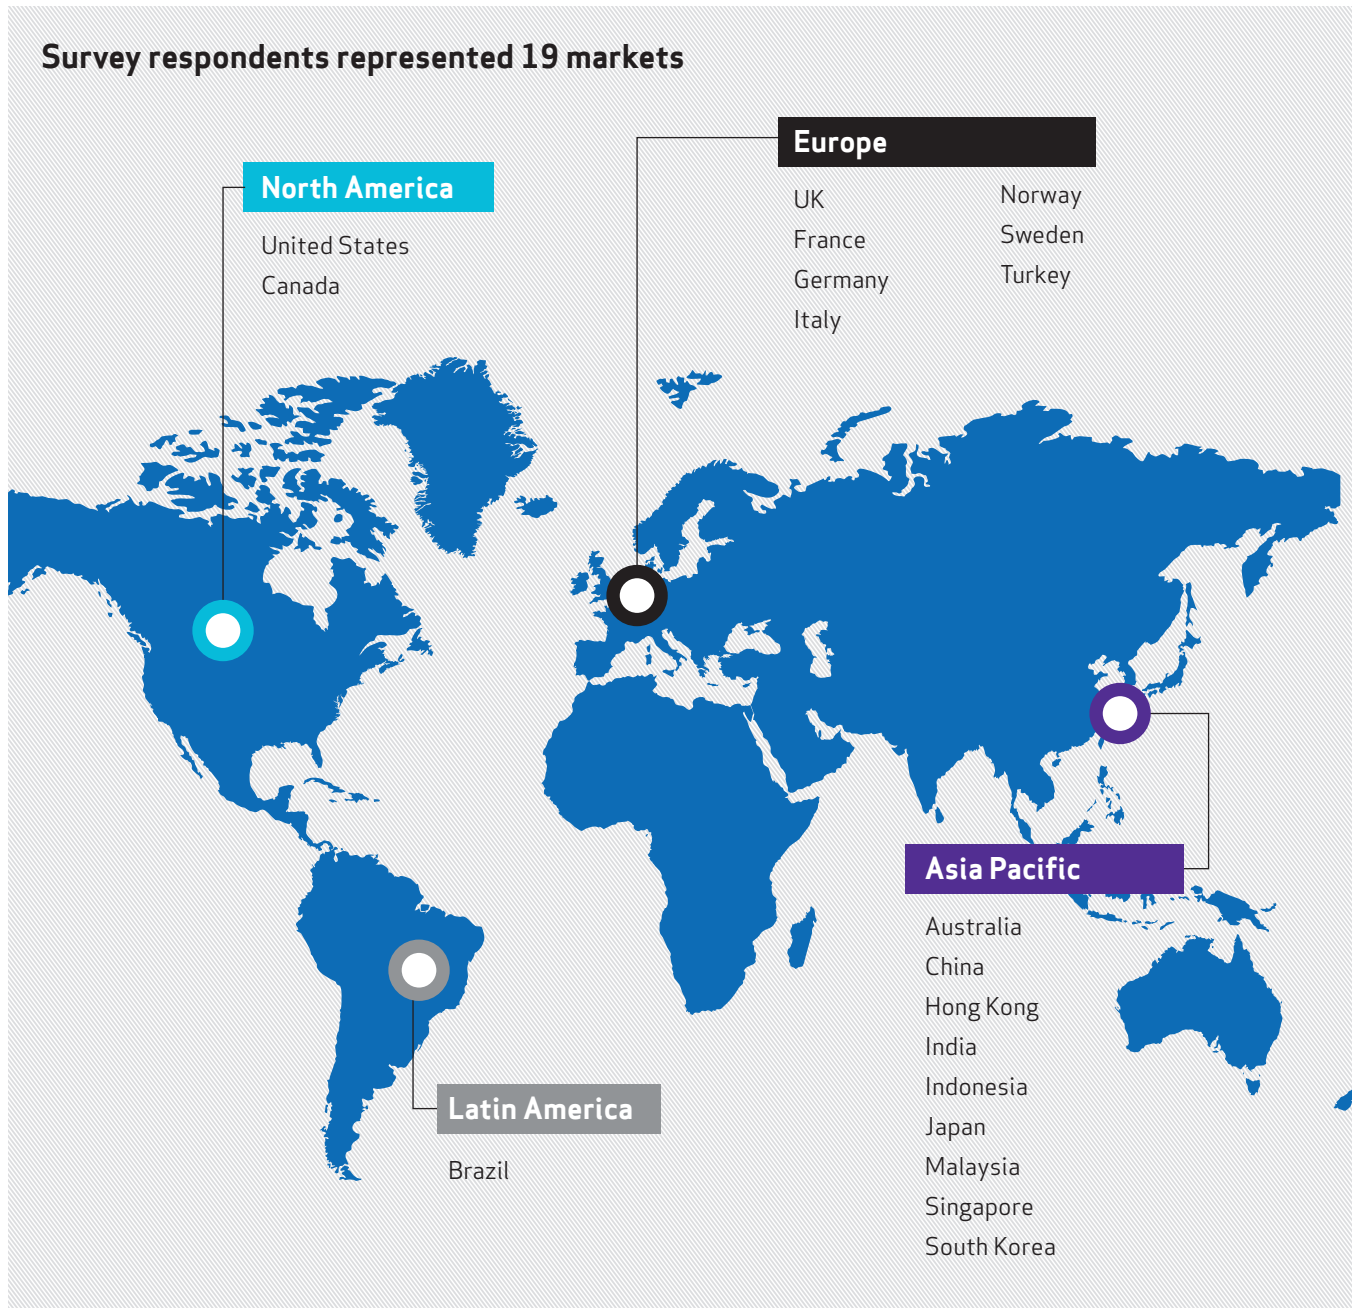 Survey respondents represented 19 markets
North America
United States
Canada
Europe
UK
France
Germany
Italy
Norway
Sweden
Turkey
Asia Pacific
Australia
China
Hong Kong
India
Indonesia
Japan
Malaysia
Singapore
South Korea
Latin America
Brazil